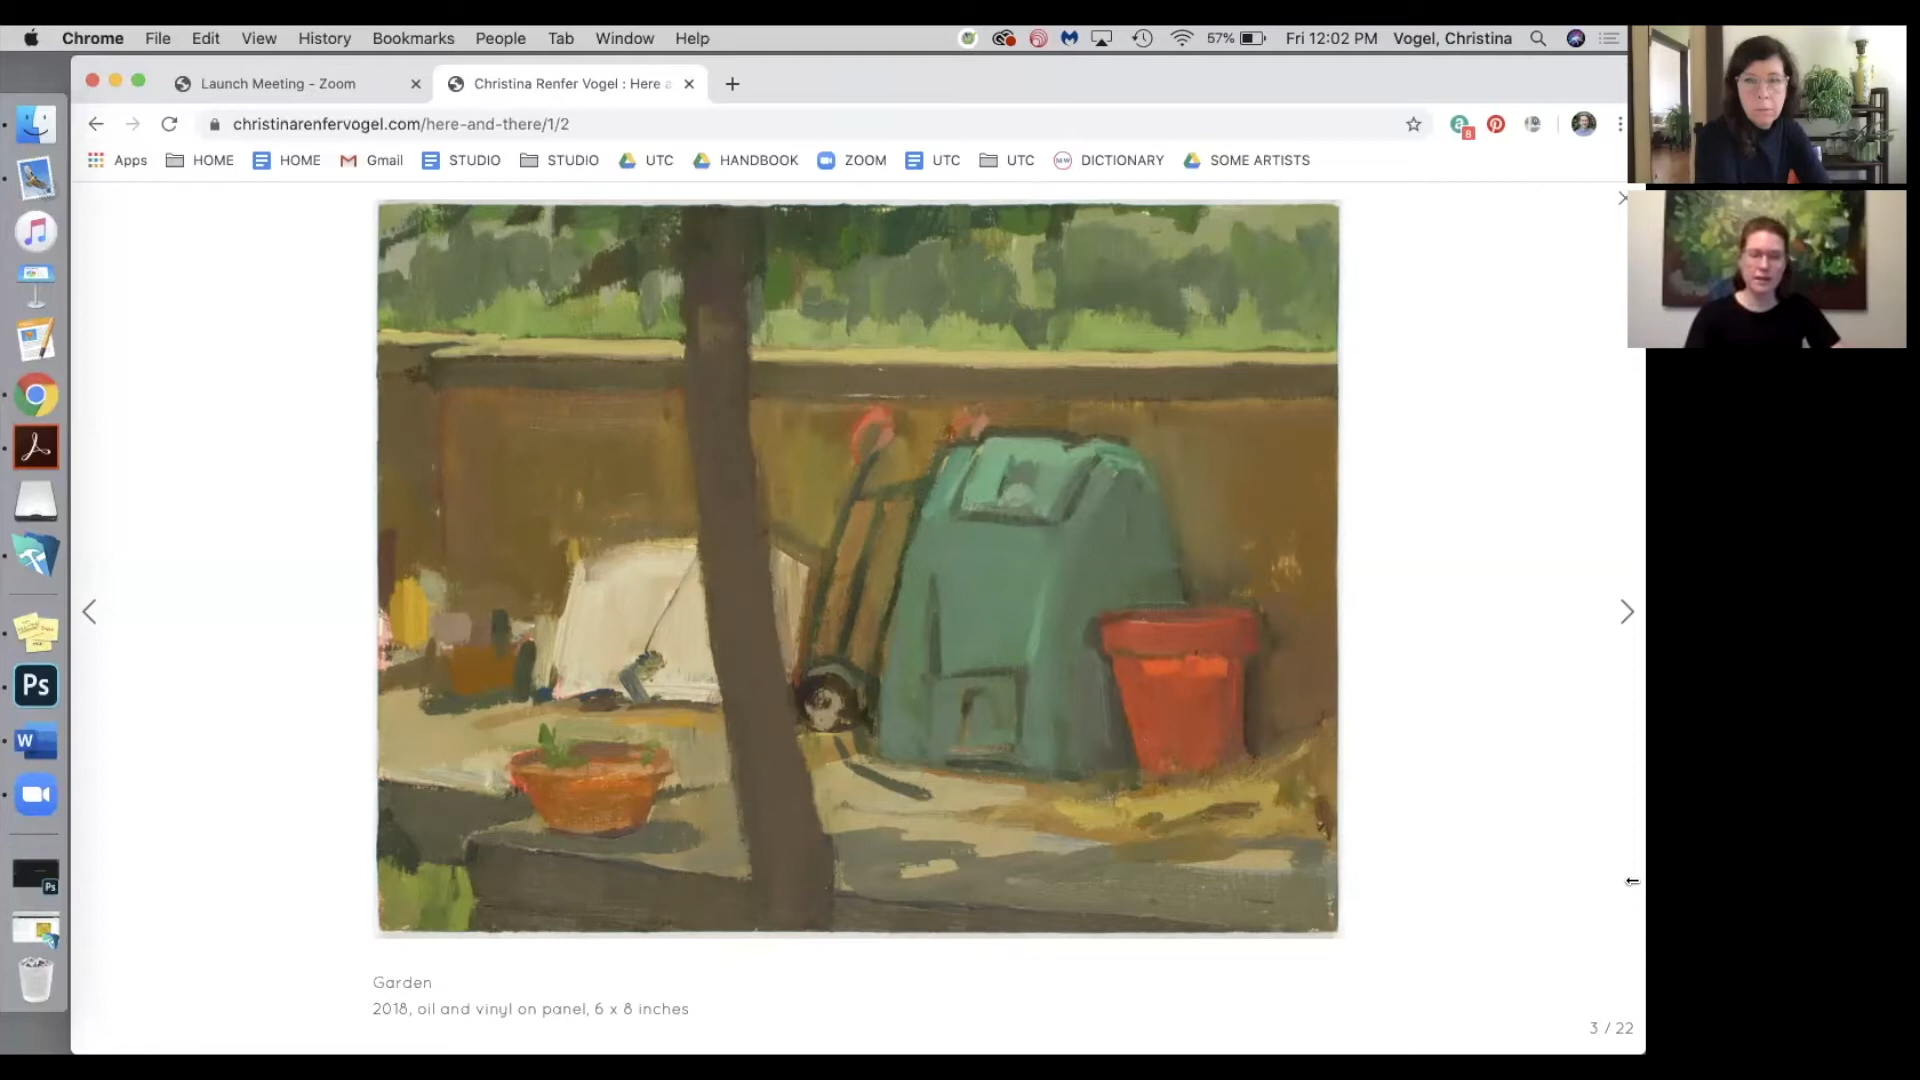 Chrome File Edit View History Bookmarks People Tab Window Help 57% Fri 12:02 PM Vogel, Christina
Launch Meeting - Zoom Christina Renfer Vogel : Here a
christinarenfervogel.com/here-and-there/1/2
8
Apps HOME HOME Gmail STUDIO STUDIO UTC HANDBOOK ZOOM UTC UTC DICTIONARY SOME ARTISTS
Ps
W
Ps
Garden
2018, oil and vinyl on panel, 6 x 8 inches
3 / 22